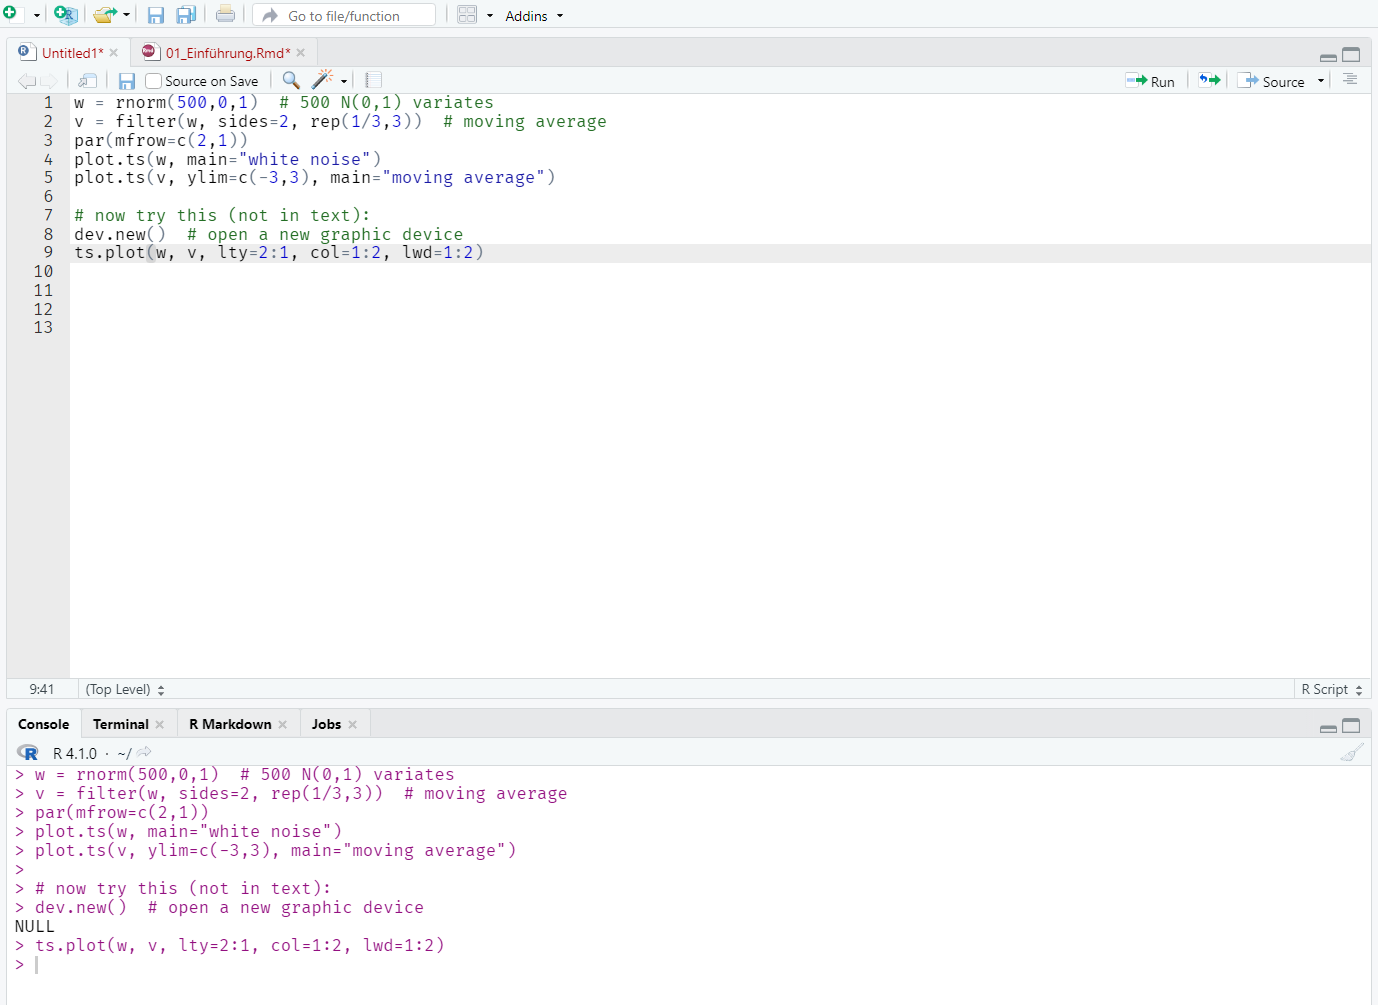 Go to file/function
Addins
Untitled1*
01_Einführung.Rmd*
Source on Save
Run
Source
1 w = rnorm(500,0,1)  # 500 N(0,1) variates
2 v = filter(w, sides=2, rep(1/3,3))  # moving average
3 par(mfrow=c(2,1))
4 plot.ts(w, main="white noise")
5 plot.ts(v, ylim=c(-3,3), main="moving average")
6
7 # now try this (not in text):
8 dev.new()  # open a new graphic device
9 ts.plot(w, v, lty=2:1, col=1:2, lwd=1:2)
10
11
12
13
9:41 (Top Level) R Script
Console Terminal R Markdown Jobs
R 4.1.0 · ~/
> w = rnorm(500,0,1)  # 500 N(0,1) variates
> v = filter(w, sides=2, rep(1/3,3))  # moving average
> par(mfrow=c(2,1))
> plot.ts(w, main="white noise")
> plot.ts(v, ylim=c(-3,3), main="moving average")
>
> # now try this (not in text):
> dev.new()  # open a new graphic device
NULL
> ts.plot(w, v, lty=2:1, col=1:2, lwd=1:2)
>